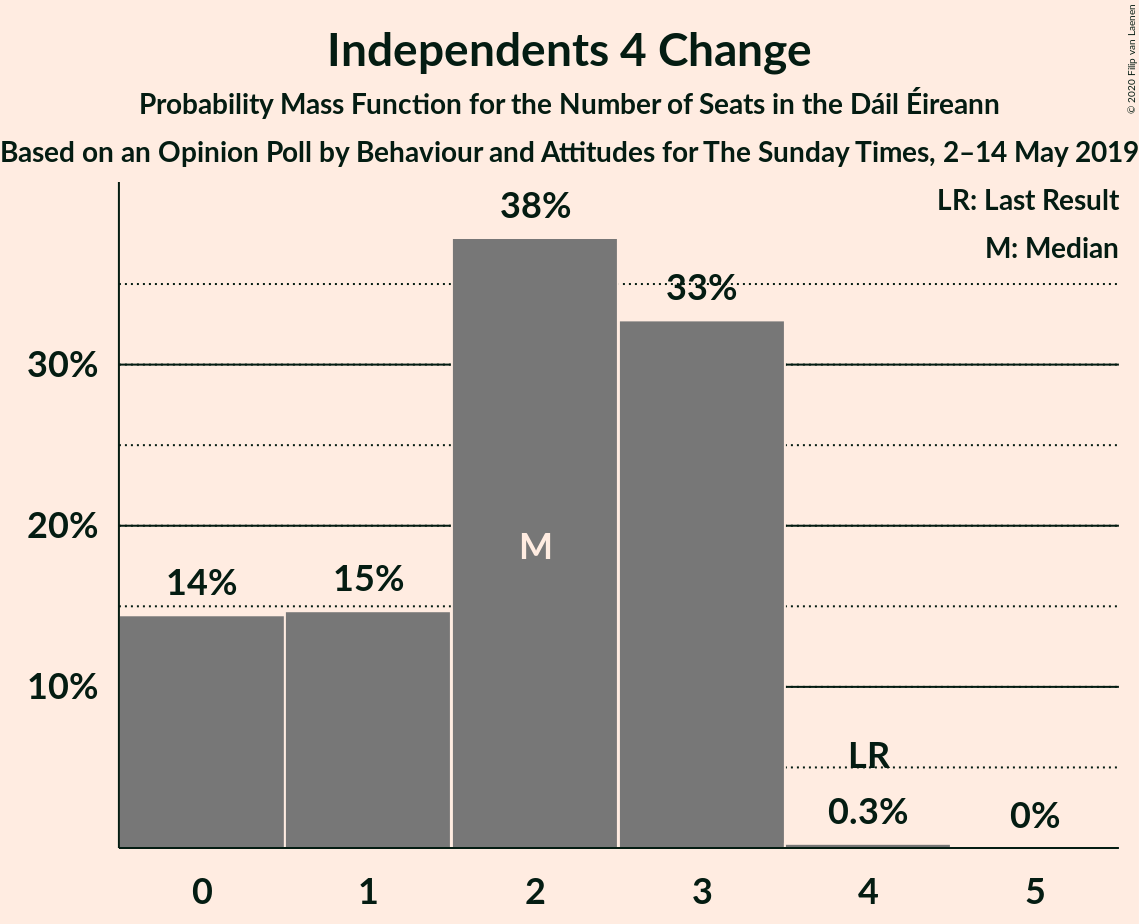 Independents 4 Change
Probability Mass Function for the Number of Seats in the Dáil Éireann
Based on an Opinion Poll by Behaviour and Attitudes for The Sunday Times, 2–14 May 2019
© 2020 Filip van Laenen
LR: Last Result
M: Median
38%
33%
30%
20%
14%
15%
M
10%
LR
0.3%
0%
0 1 2 3 4 5